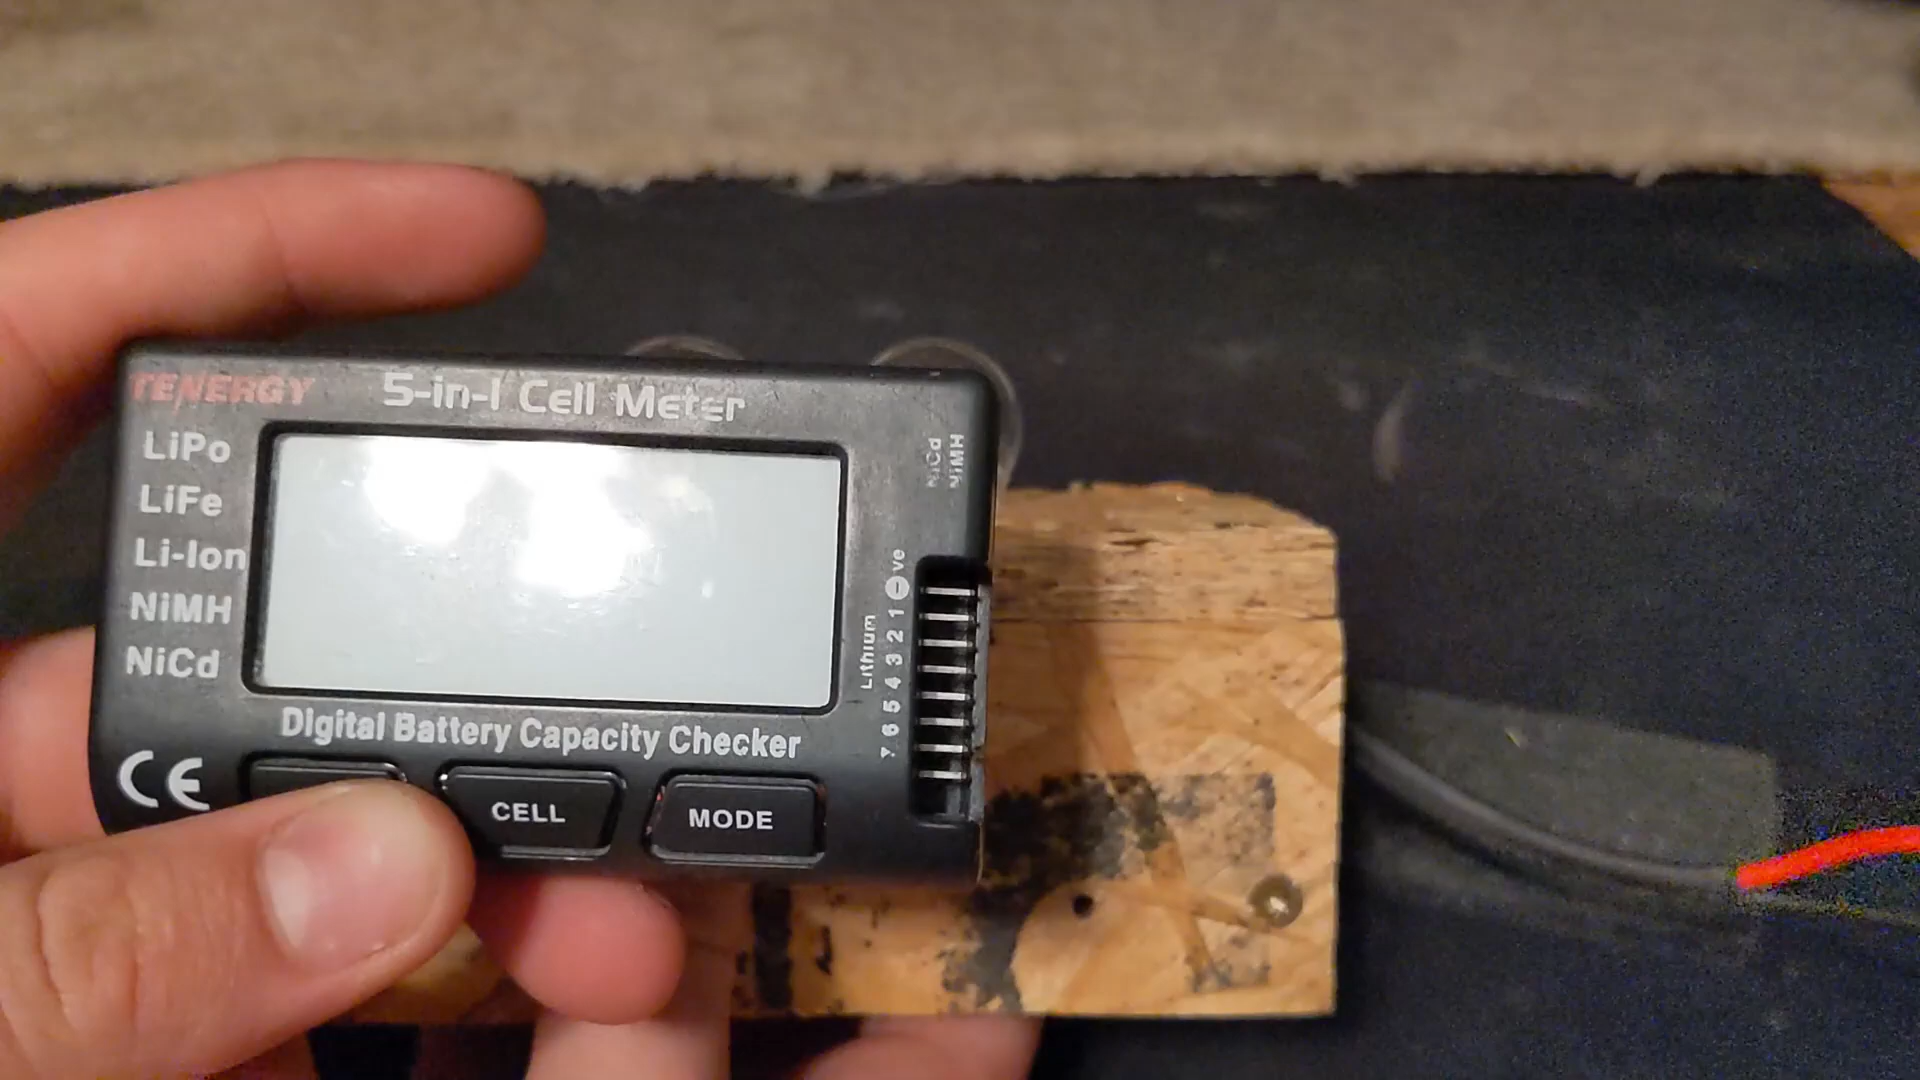 TENERGY 5-in-1 Cell Meter
LiPo
LiFe
Li-Ion
NiMH
NiCd
NiCd
NiMH
Lithium
7 6 5 4 3 2 1 - ve
Digital Battery Capacity Checker
CE
CELL
MODE